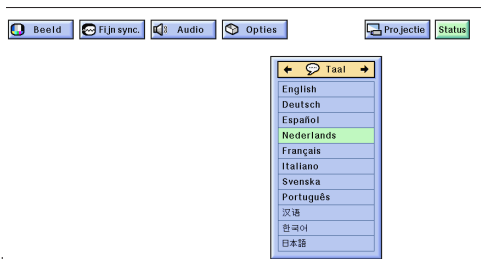 Beeld Fijn sync. Audio Opties Projectie Status
Taal
English
Deutsch
Español
Nederlands
Français
Italiano
Svenska
Português
汉语
한국어
日本語